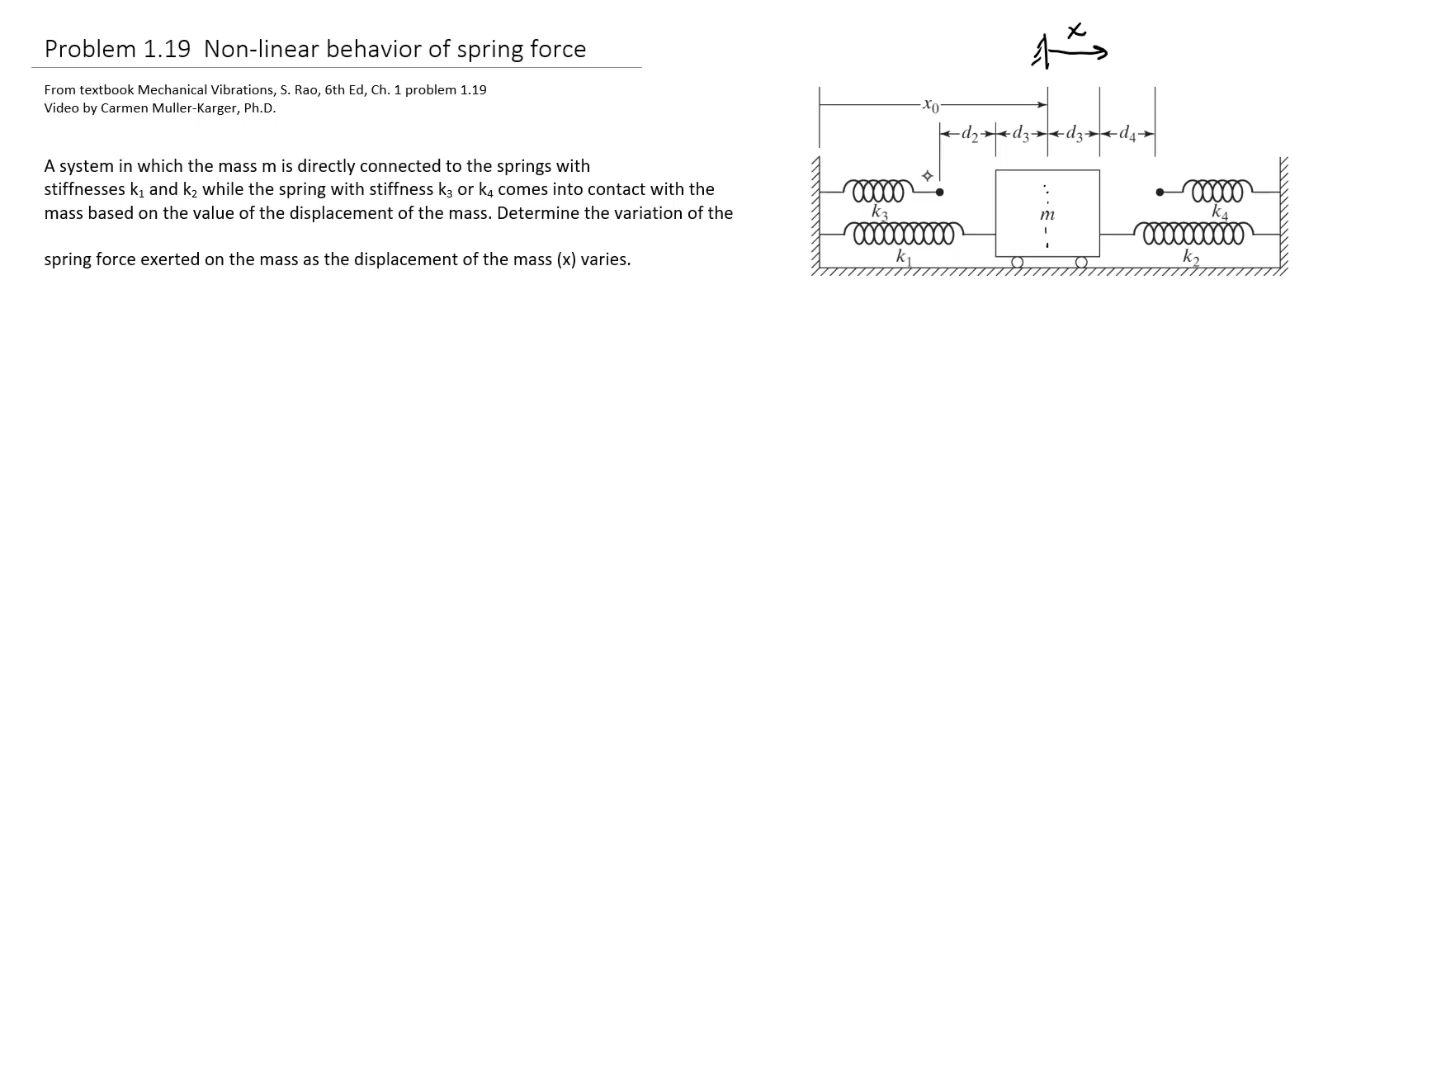 Problem 1.19 Non-linear behavior of spring force
From textbook Mechanical Vibrations, S. Rao, 6th Ed, Ch. 1 problem 1.19
Video by Carmen Muller-Karger, Ph.D.
A system in which the mass m is directly connected to the springs with
stiffnesses k₁ and k₂ while the spring with stiffness k₃ or k₄ comes into contact with the
mass based on the value of the displacement of the mass. Determine the variation of the
spring force exerted on the mass as the displacement of the mass (x) varies.
x
x₀
d₂ d₃ d₃ d₄
k₃ m k₄
k₁ k₂